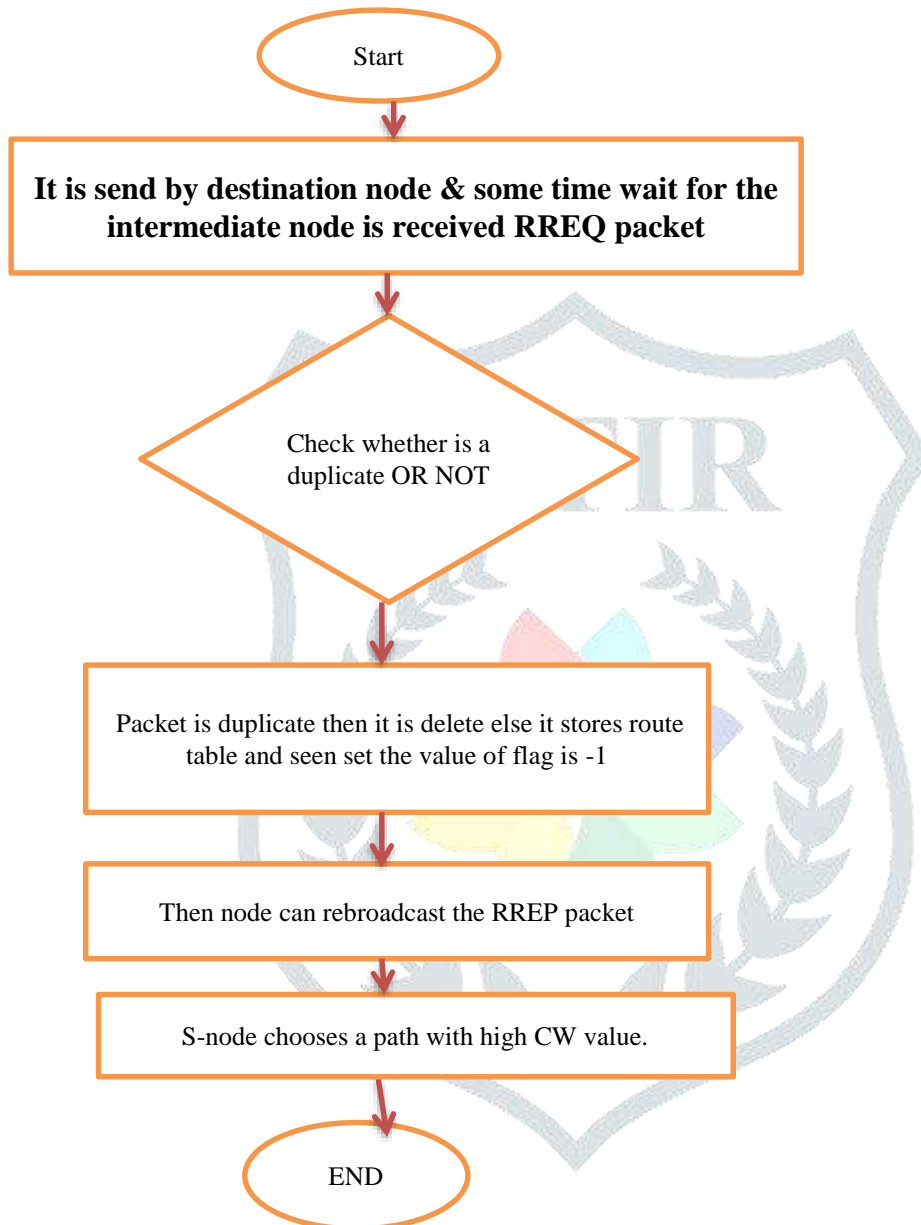 Start
It is send by destination node & some time wait for the
intermediate node is received RREQ packet
Check whether is a
duplicate OR NOT
TIR
Packet is duplicate then it is delete else it stores route
table and seen set the value of flag is -1
Then node can rebroadcast the RREP packet
S-node chooses a path with high CW value.
END